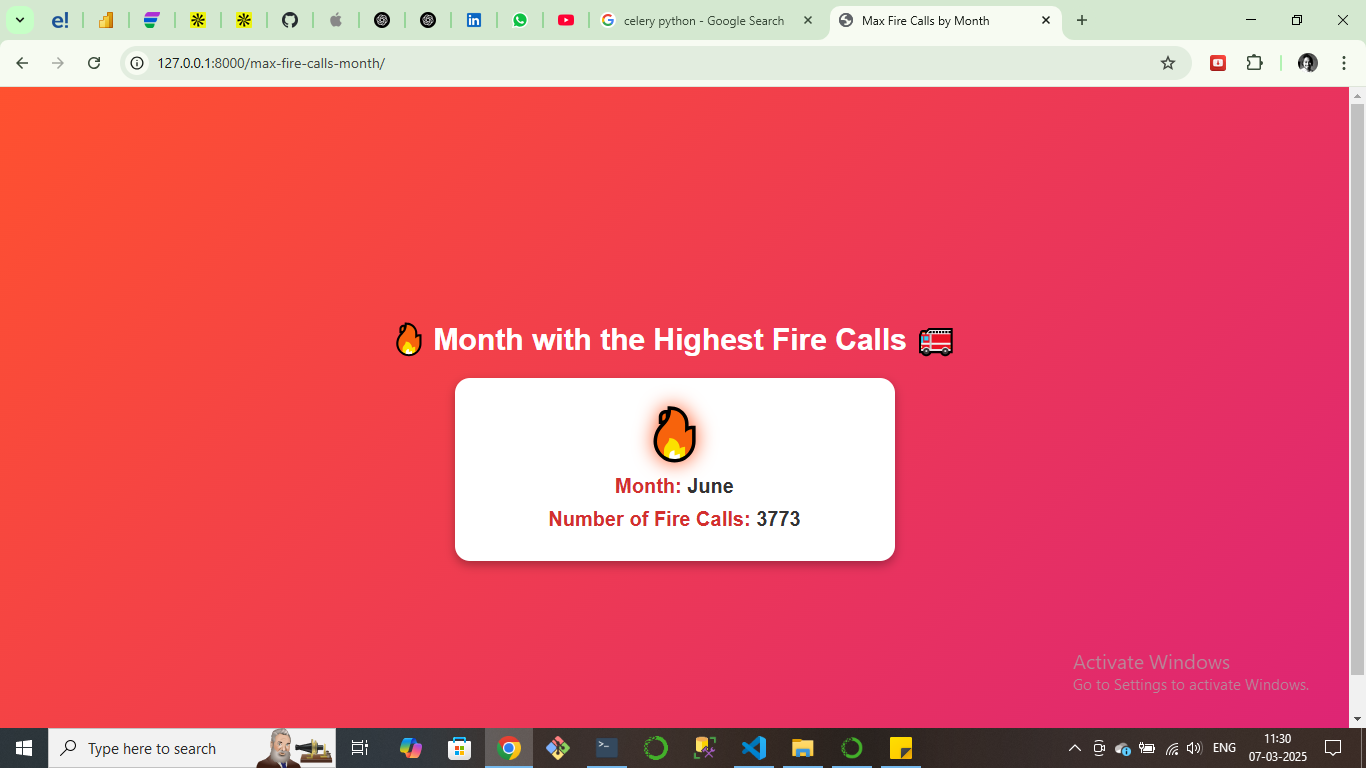 e!
celery python - Google Search
Max Fire Calls by Month
127.0.0.1:8000/max-fire-calls-month/
🔥 Month with the Highest Fire Calls 🚒
🔥
Month: June
Number of Fire Calls: 3773
Activate Windows
Go to Settings to activate Windows.
Type here to search
ENG
11:30
07-03-2025